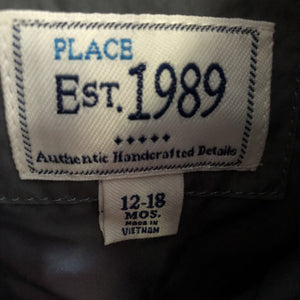 PLACE
EST. 1989
Authentic Handcrafted Details
12-18
MOS.
MADE IN
VIETNAM